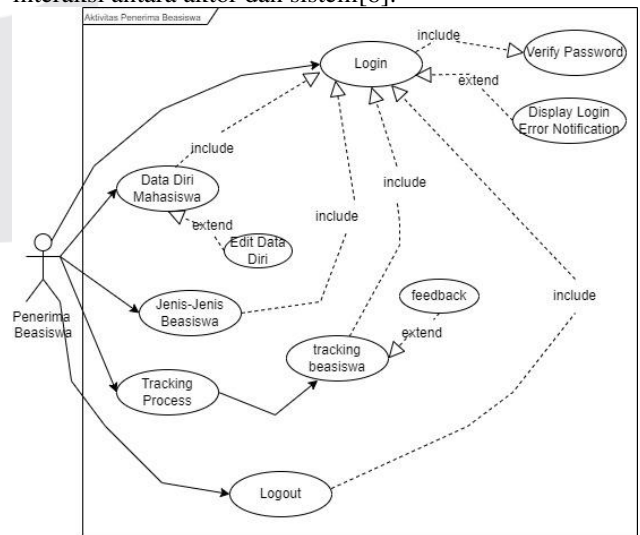 interaksi antara aktor dan sistem[6].
Aktivitas Penerima Beasiswa
include
Login
Verify Password
extend
Display Login
Error Notification
include
Data Diri
Mahasiswa
include
extend
Edit Data
Diri
include
Jenis-Jenis
Beasiswa
feedback
include
Penerima
Beasiswa
extend
tracking
beasiswa
Tracking
Process
Logout